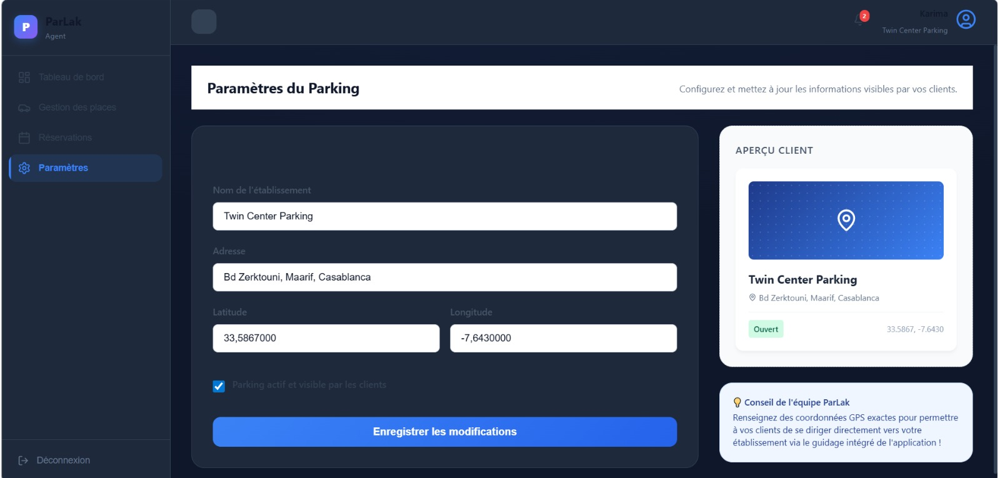 P
ParLak
Agent
2
Karima
Twin Center Parking
Tableau de bord
Gestion des places
Réservations
Paramètres
Déconnexion
Paramètres du Parking
Configurez et mettez à jour les informations visibles par vos clients.
Nom de l'établissement
Twin Center Parking
Adresse
Bd Zerktouni, Maarif, Casablanca
Latitude
Longitude
33,5867000
-7,6430000
Parking actif et visible par les clients
Enregistrer les modifications
APERÇU CLIENT
Twin Center Parking
Bd Zerktouni, Maarif, Casablanca
Ouvert
33.5867, -7.6430
Conseil de l'équipe ParLak
Renseignez des coordonnées GPS exactes pour permettre
à vos clients de se diriger directement vers votre
établissement via le guidage intégré de l'application !